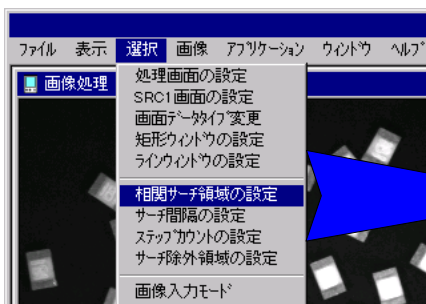 ファイル 表示 選択 画像 アプリケーション ウィンドウ ヘルプ
画像処理
処理画面の設定
SRC1画面の設定
画面データタイプ変更
矩形ウィンドウの設定
ラインウィンドウの設定
相関サーチ領域の設定
サーチ間隔の設定
ステップカウントの設定
サーチ除外領域の設定
画像入力モード